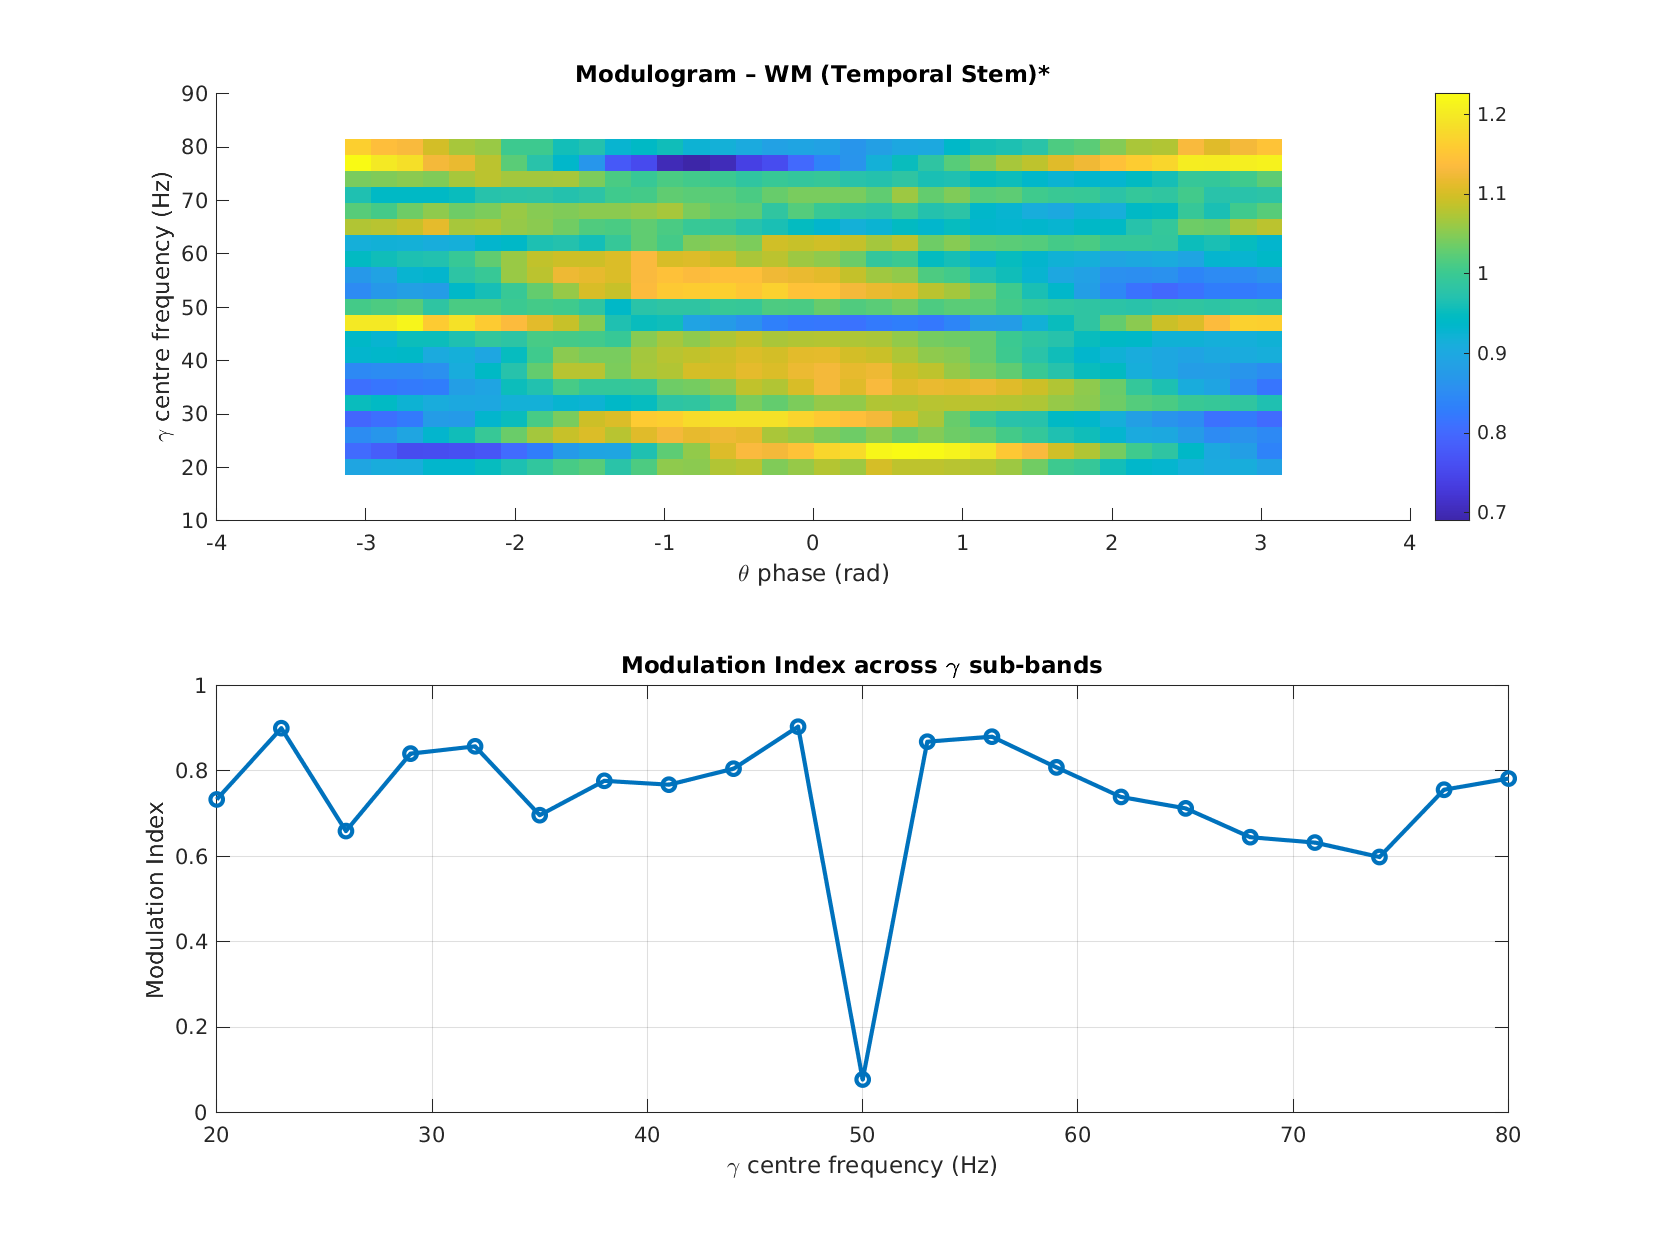 Modulogram – WM (Temporal Stem)*
90
80
70
60
50
40
30
20
10
γ centre frequency (Hz)
-4 -3 -2 -1 0 1 2 3 4
θ phase (rad)
1.2
1.1
1
0.9
0.8
0.7
Modulation Index across γ sub-bands
1
0.8
0.6
0.4
0.2
0
Modulation Index
20 30 40 50 60 70 80
γ centre frequency (Hz)